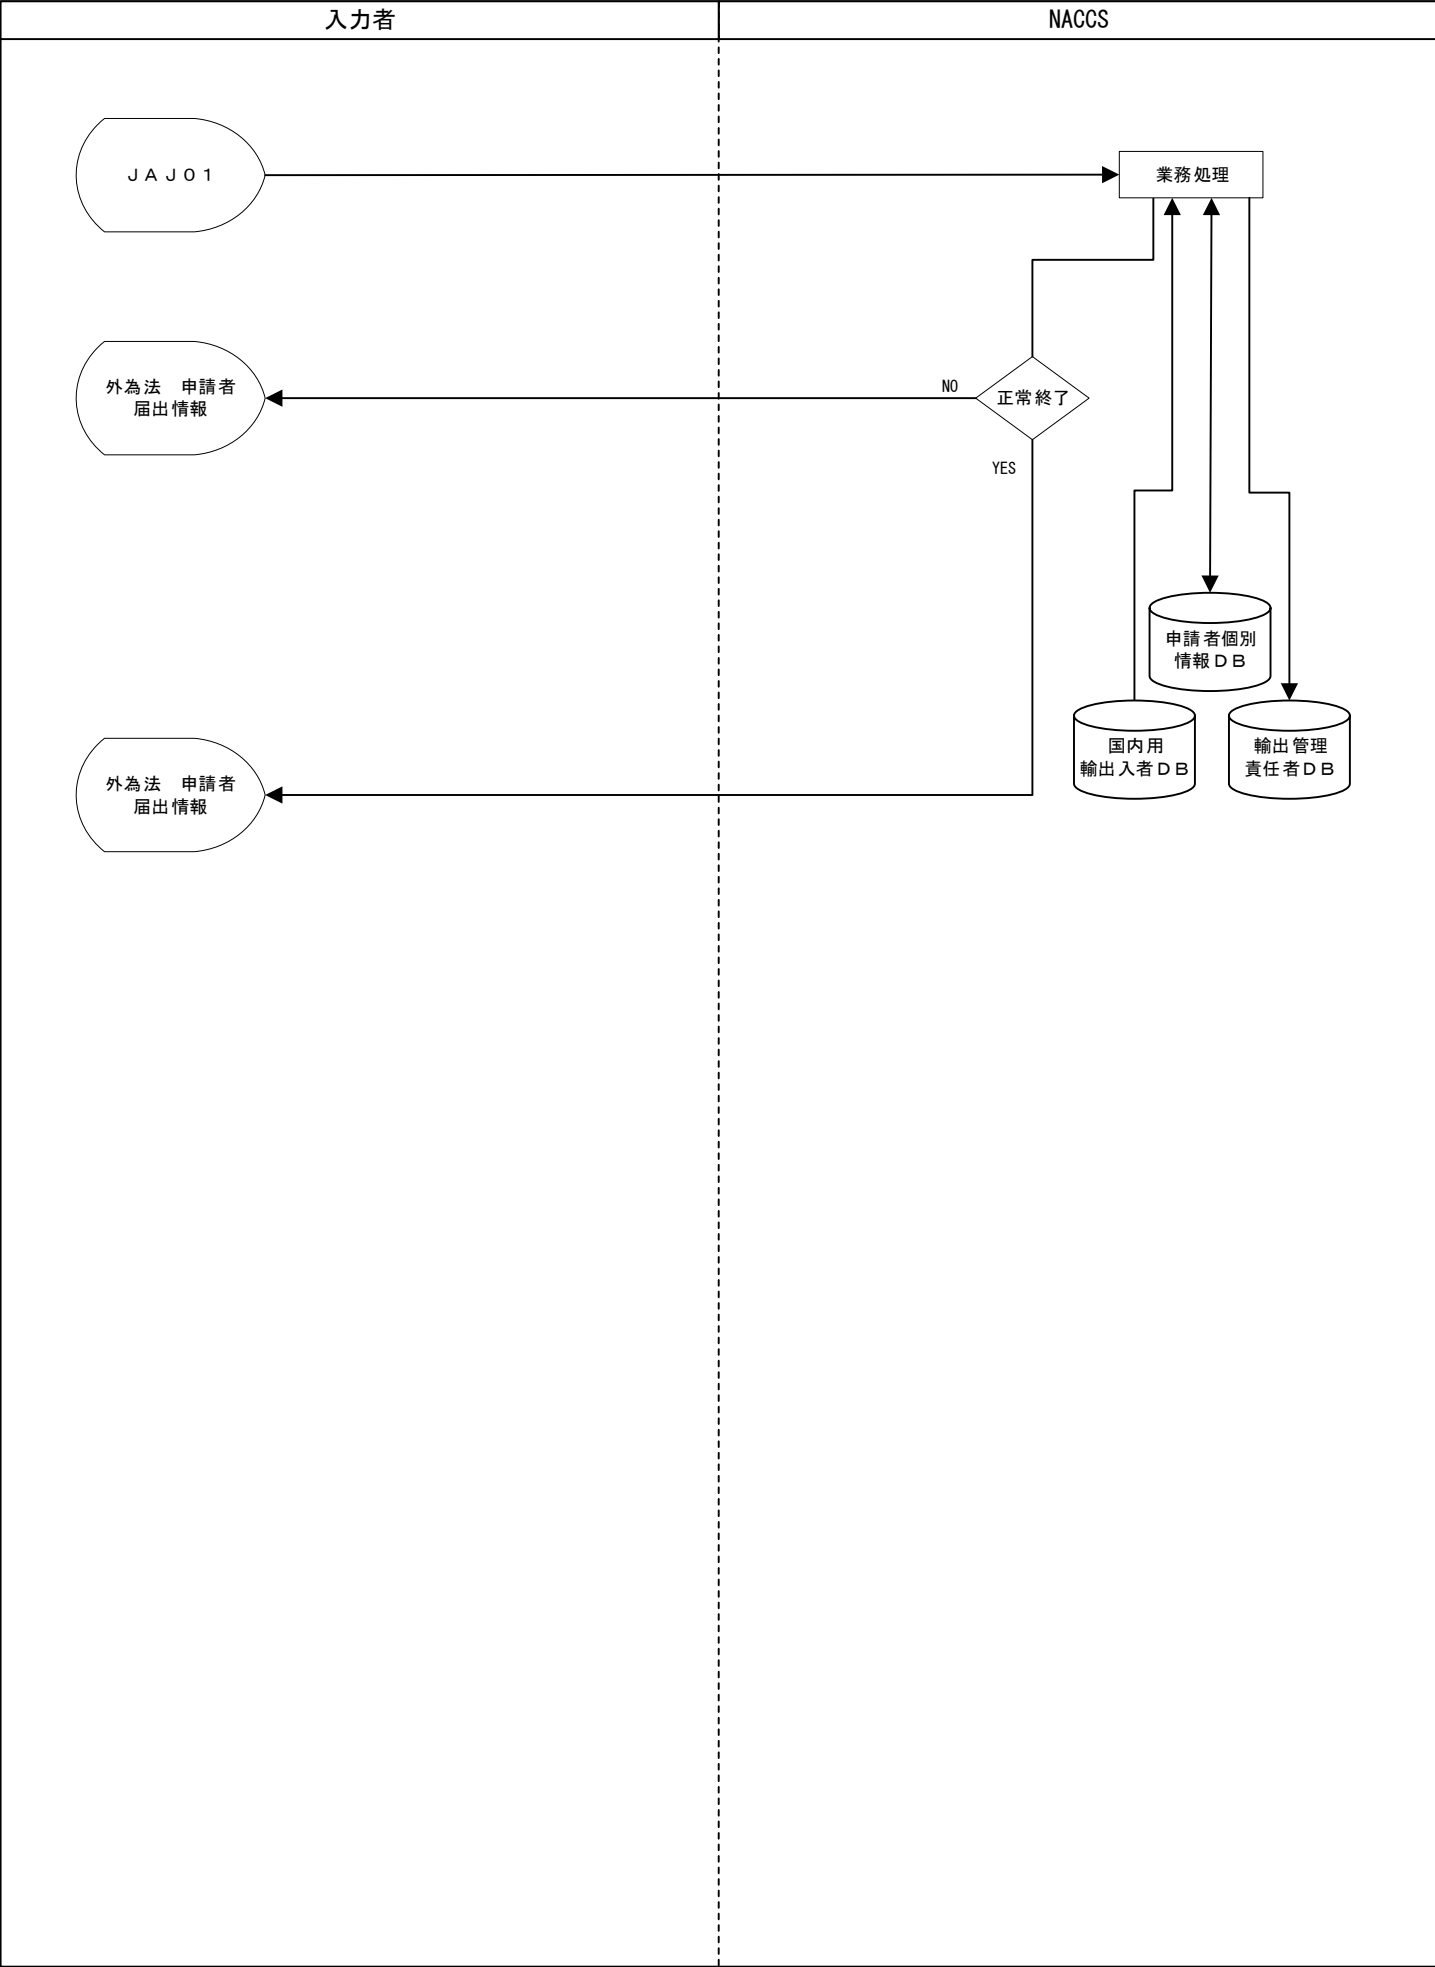 入力者
NACCS
ＪＡＪ０１
業務処理
外為法　申請者
届出情報
NO
正常終了
YES
申請者個別
情報ＤＢ
国内用
輸出入者ＤＢ
輸出管理
責任者ＤＢ
外為法　申請者
届出情報